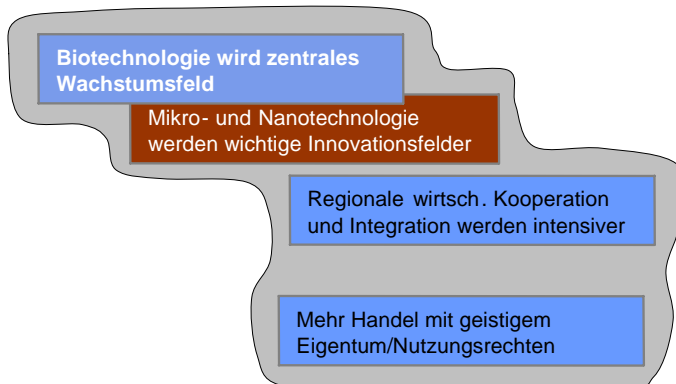 Biotechnologie wird zentrales
Wachstumsfeld
Mikro- und Nanotechnologie
werden wichtige Innovationsfelder
Regionale wirtsch. Kooperation
und Integration werden intensiver
Mehr Handel mit geistigem
Eigentum/Nutzungsrechten